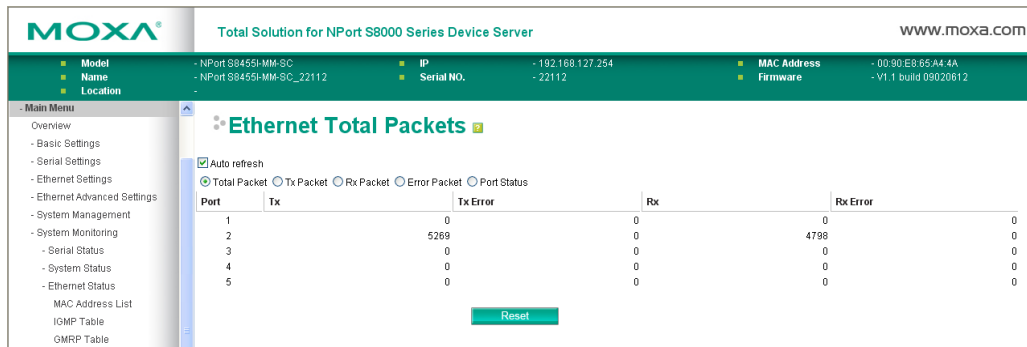 MOXA® Total Solution for NPort S8000 Series Device Server www.moxa.com
Model - NPort S8455I-MM-SC IP - 192.168.127.254 MAC Address - 00:90:E8:65:A4:4A
Name - NPort S8455I-MM-SC_22112 Serial NO. - 22112 Firmware - V1.1 build 09020612
Location -
- Main Menu
Overview
- Basic Settings
- Serial Settings
- Ethernet Settings
- Ethernet Advanced Settings
- System Management
- System Monitoring
- Serial Status
- System Status
- Ethernet Status
MAC Address List
IGMP Table
GMRP Table
Ethernet Total Packets ?
Auto refresh
Total Packet Tx Packet Rx Packet Error Packet Port Status
Port Tx Tx Error Rx Rx Error
1 0 0 0 0
2 5269 0 4798 0
3 0 0 0 0
4 0 0 0 0
5 0 0 0 0
Reset